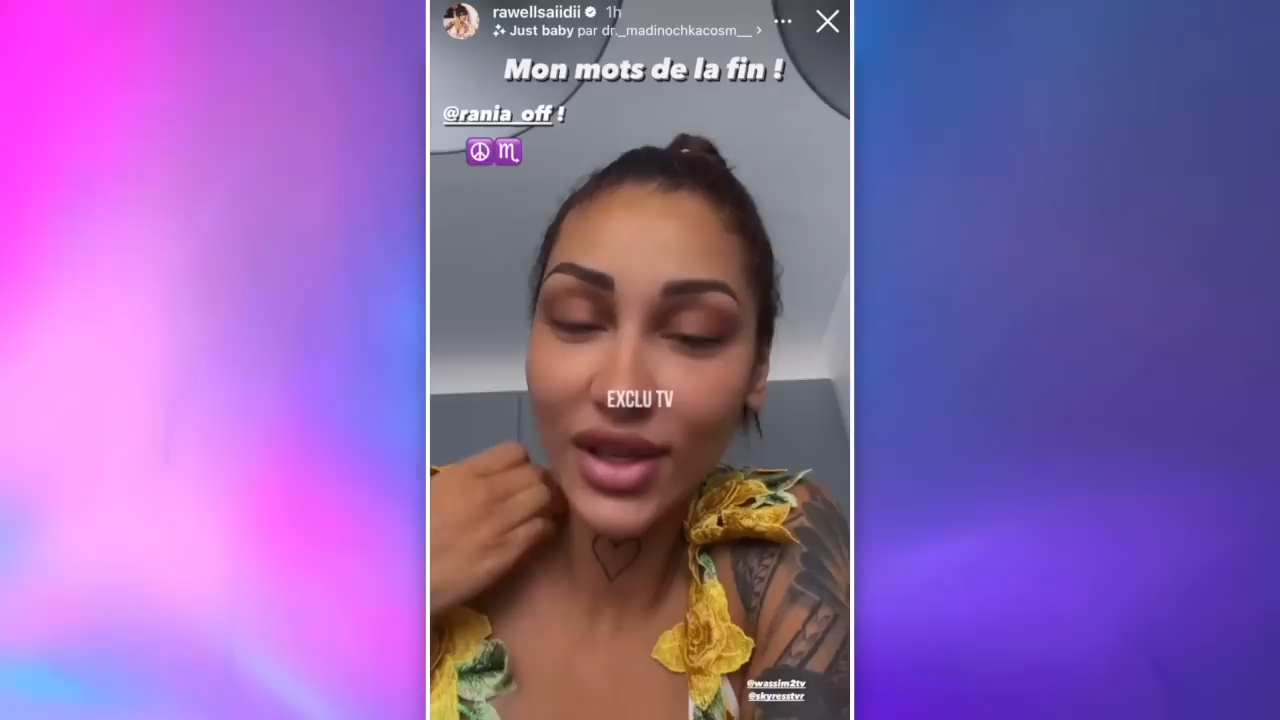 rawellsaiidii 1h
Just baby par dr._madinochkacosm__ >
Mon mots de la fin !
@rania_off !
EXCLU TV
@wassim2tv
@skyresstvr